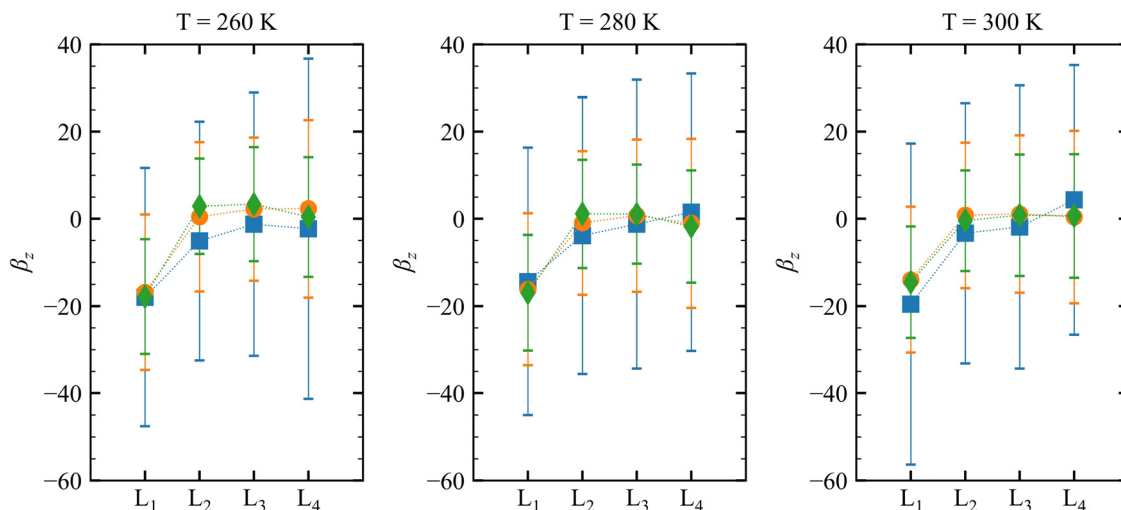 T = 260 K
T = 280 K
T = 300 K
40
20
0
−20
−40
−60
β_z
L₁ L₂ L₃ L₄
40
20
0
−20
−40
−60
β_z
L₁ L₂ L₃ L₄
40
20
0
−20
−40
−60
β_z
L₁ L₂ L₃ L₄